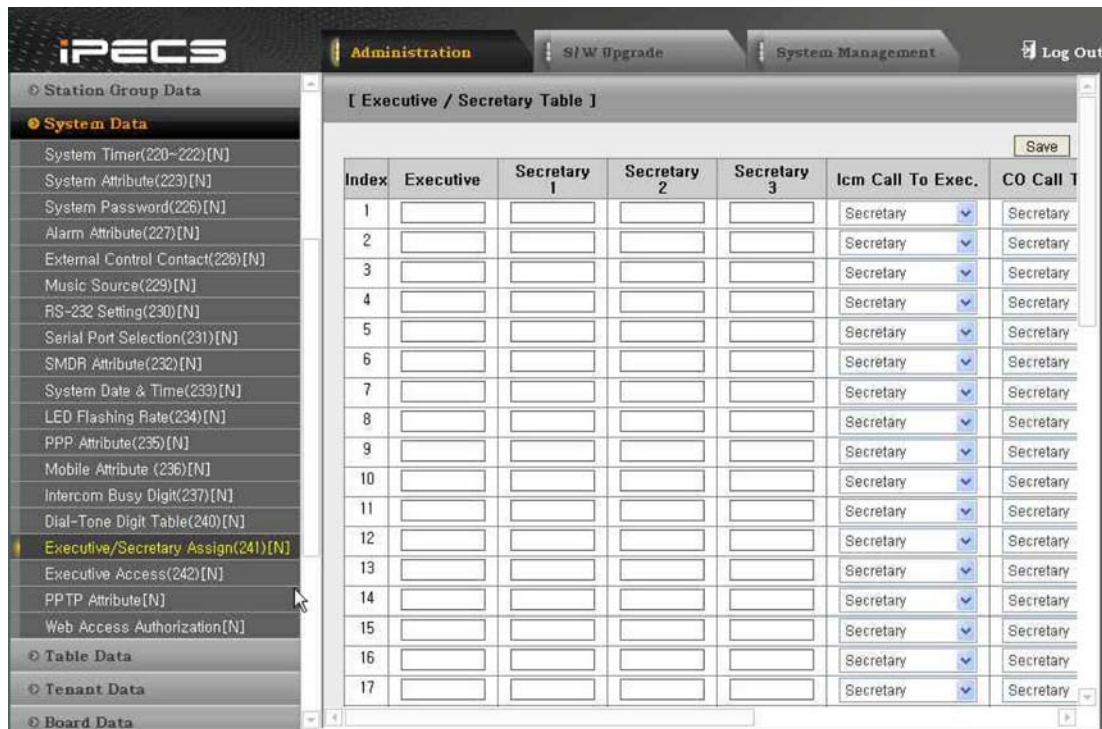 iPECS
Administration
S/W Upgrade
System Management
Log Out
Station Group Data
System Data
System Timer(220~222)[N]
System Attribute(223)[N]
System Password(226)[N]
Alarm Attribute(227)[N]
External Control Contact(228)[N]
Music Source(229)[N]
RS-232 Setting(230)[N]
Serial Port Selection(231)[N]
SMDR Attribute(232)[N]
System Date & Time(233)[N]
LED Flashing Rate(234)[N]
PPP Attribute(235)[N]
Mobile Attribute (236)[N]
Intercom Busy Digit(237)[N]
Dial-Tone Digit Table(240)[N]
Executive/Secretary Assign(241)[N]
Executive Access(242)[N]
PPTP Attribute[N]
Web Access Authorization[N]
Table Data
Tenant Data
Board Data
[ Executive / Secretary Table ]
Save
Index Executive Secretary 1 Secretary 2 Secretary 3 Icm Call To Exec. CO Call T
1 Secretary Secretary
2 Secretary Secretary
3 Secretary Secretary
4 Secretary Secretary
5 Secretary Secretary
6 Secretary Secretary
7 Secretary Secretary
8 Secretary Secretary
9 Secretary Secretary
10 Secretary Secretary
11 Secretary Secretary
12 Secretary Secretary
13 Secretary Secretary
14 Secretary Secretary
15 Secretary Secretary
16 Secretary Secretary
17 Secretary Secretary